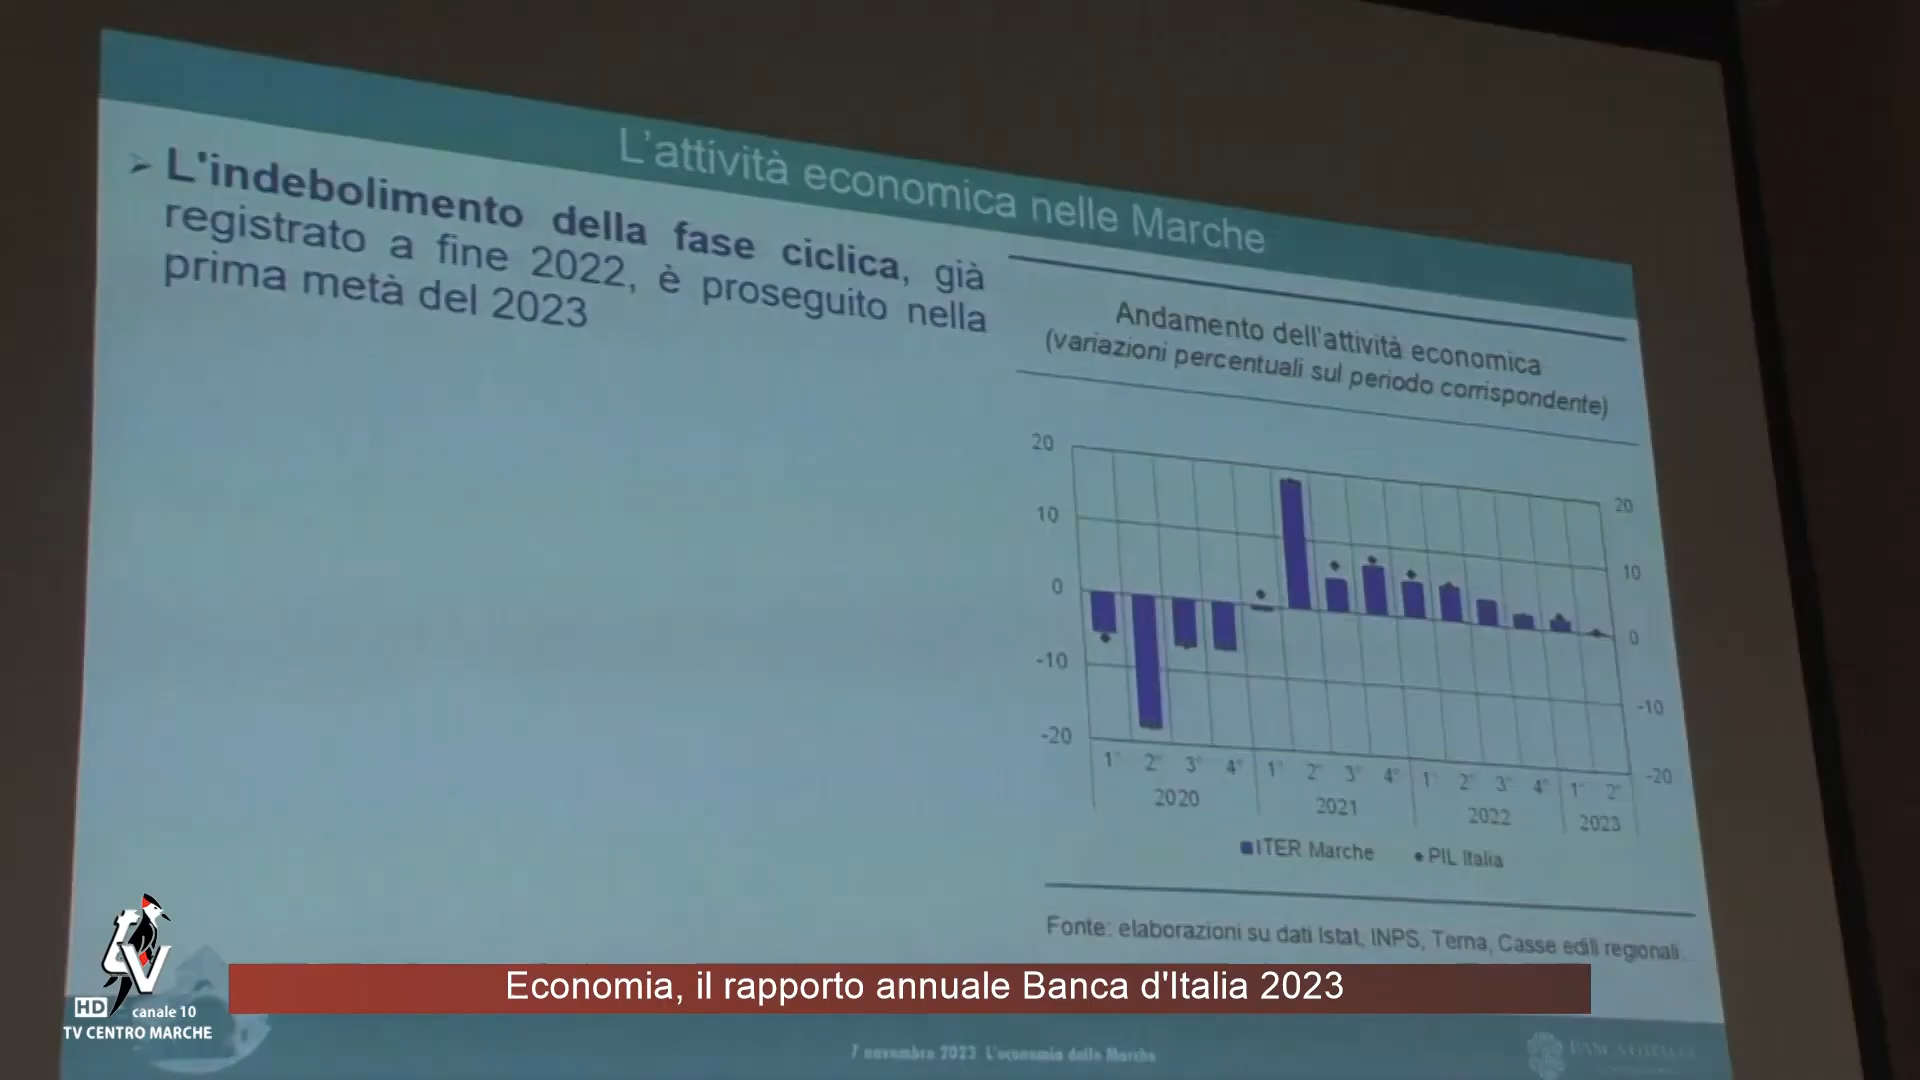 L'attività economica nelle Marche
➢ L'indebolimento della fase ciclica, già
registrato a fine 2022, è proseguito nella
prima metà del 2023
Andamento dell'attività economica
(variazioni percentuali sul periodo corrispondente)
20
10
0
-10
-20
20
10
0
-10
-20
1° 2° 3° 4° 1° 2° 3° 4° 1° 2° 3° 4° 1° 2°
2020 2021 2022 2023
ITER Marche PIL Italia
Fonte: elaborazioni su dati Istat, INPS, Terna, Casse edili regionali
Economia, il rapporto annuale Banca d'Italia 2023
TV
HD canale 10
TV CENTRO MARCHE
7 novembre 2023 L'economia delle Marche
BANCA D'ITALIA